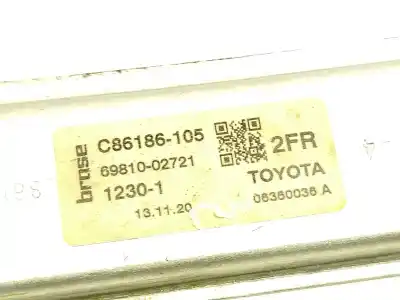 brose
C86186-105
69810-02721
1230-1
13.11.20
2FR
TOYOTA
06360036 A